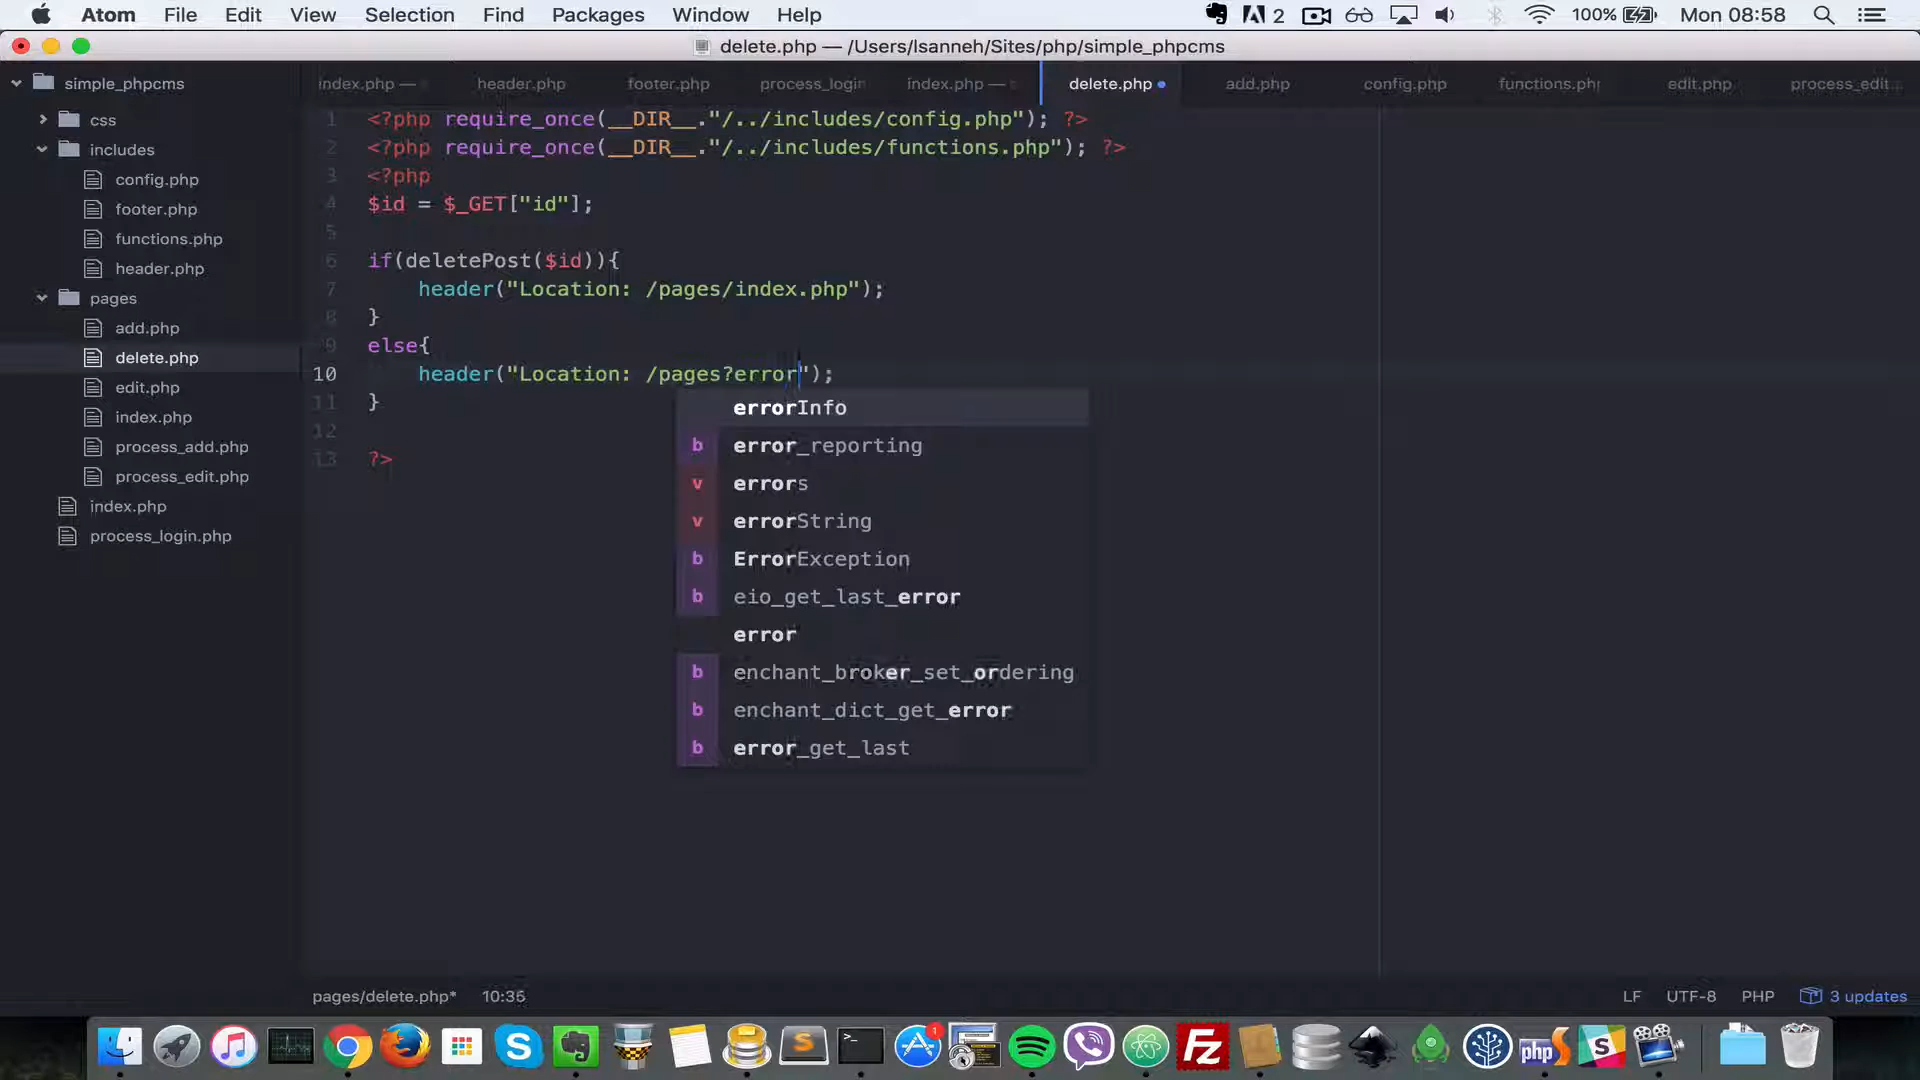 Atom File Edit View Selection Find Packages Window Help 2 100% Mon 08:58
delete.php — /Users/lsanneh/Sites/php/simple_phpcms
simple_phpcms
css
includes
config.php
footer.php
functions.php
header.php
pages
add.php
delete.php
edit.php
index.php
process_add.php
process_edit.php
index.php
process_login.php
index.php — header.php footer.php process_login index.php — delete.php add.php config.php functions.php edit.php process_edit...
1 <?php require_once(__DIR__."/../includes/config.php"); ?>
2 <?php require_once(__DIR__."/../includes/functions.php"); ?>
3 <?php
4 $id = $_GET["id"];
5
6 if(deletePost($id)){
7 header("Location: /pages/index.php");
8 }
9 else{
10 header("Location: /pages?error");
11 }
12
13 ?>
errorInfo
b error_reporting
v errors
v errorString
b ErrorException
b eio_get_last_error
error
b enchant_broker_set_ordering
b enchant_dict_get_error
b error_get_last
pages/delete.php* 10:35 LF UTF-8 PHP 3 updates
1
php